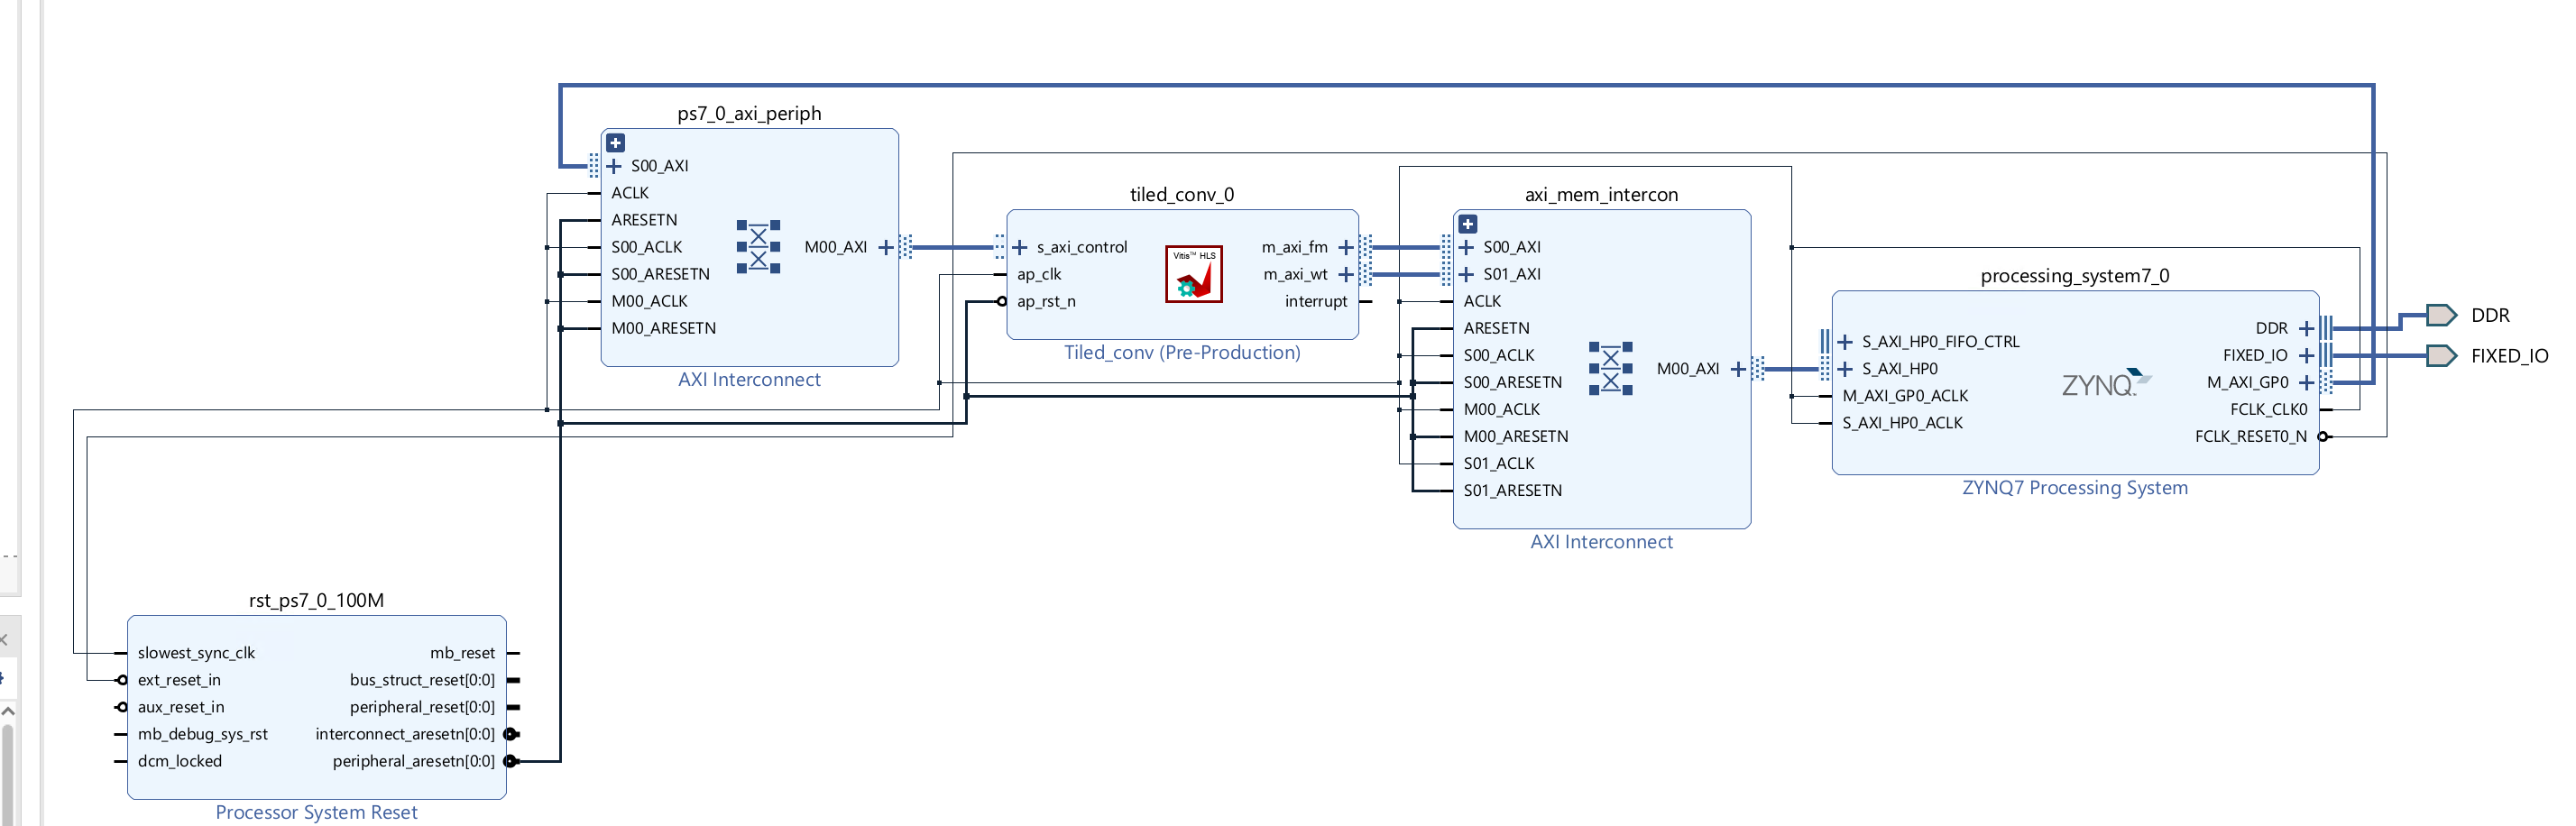 ps7_0_axi_periph
S00_AXI
ACLK
ARESETN
S00_ACLK
M00_AXI
S00_ARESETN
M00_ACLK
M00_ARESETN
AXI Interconnect
tiled_conv_0
s_axi_control
m_axi_fm
ap_clk
m_axi_wt
ap_rst_n
interrupt
Vitis™ HLS
Tiled_conv (Pre-Production)
axi_mem_intercon
S00_AXI
S01_AXI
ACLK
ARESETN
S00_ACLK
M00_AXI
S00_ARESETN
M00_ACLK
M00_ARESETN
S01_ACLK
S01_ARESETN
AXI Interconnect
processing_system7_0
DDR
S_AXI_HP0_FIFO_CTRL
FIXED_IO
S_AXI_HP0
M_AXI_GP0
M_AXI_GP0_ACLK
FCLK_CLK0
S_AXI_HP0_ACLK
FCLK_RESET0_N
ZYNQ
ZYNQ7 Processing System
DDR
FIXED_IO
rst_ps7_0_100M
slowest_sync_clk
mb_reset
ext_reset_in
bus_struct_reset[0:0]
aux_reset_in
peripheral_reset[0:0]
mb_debug_sys_rst
interconnect_aresetn[0:0]
dcm_locked
peripheral_aresetn[0:0]
Processor System Reset